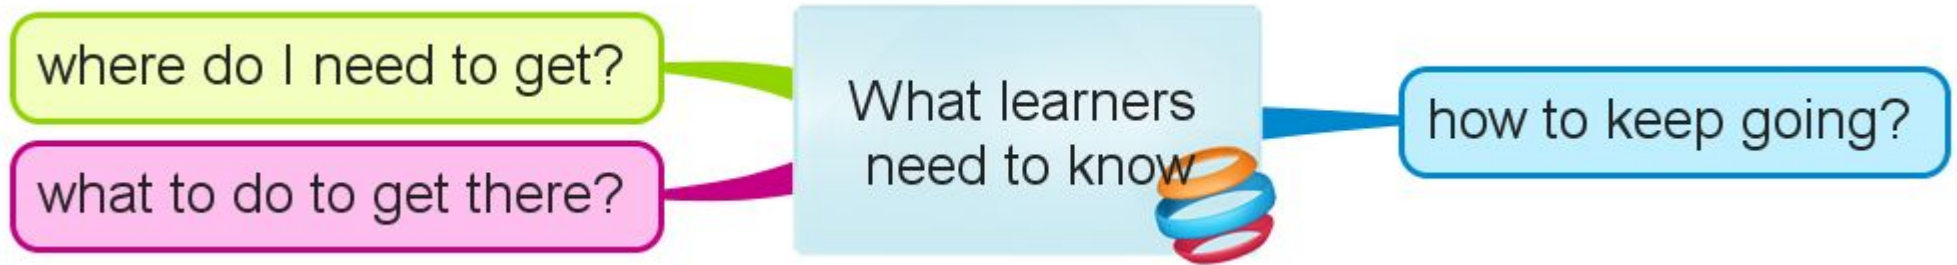 where do I need to get?
what to do to get there?
What learners
need to know
how to keep going?